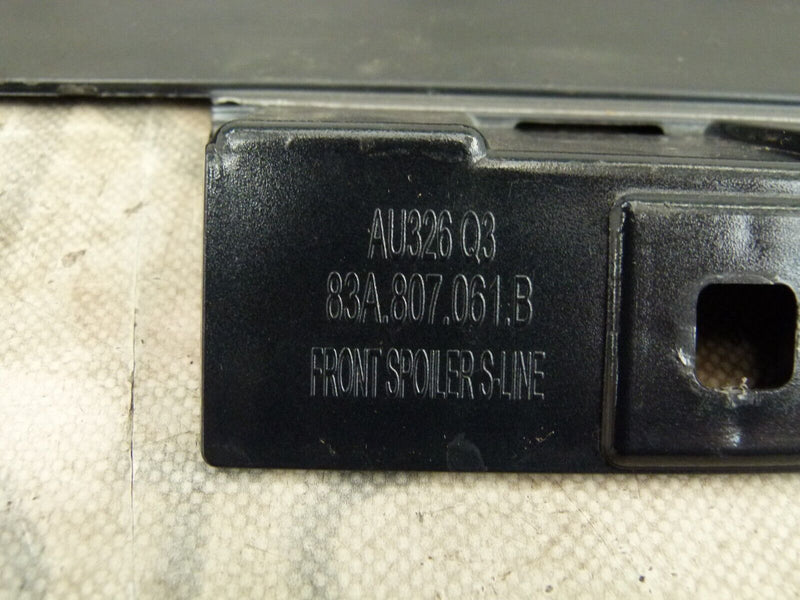 AU326 Q3
83A.807.061.B
FRONT SPOILER S-LINE